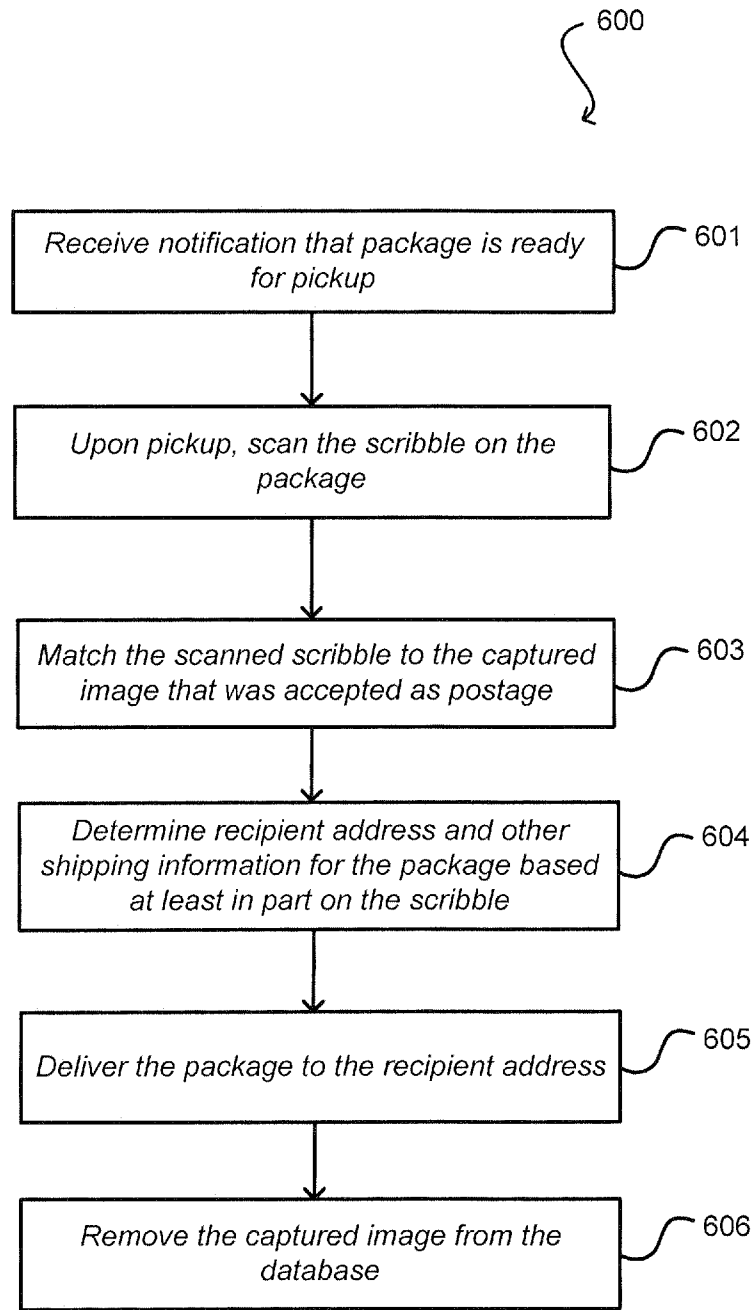 600
Receive notification that package is ready
for pickup
601
Upon pickup, scan the scribble on the
package
602
Match the scanned scribble to the captured
image that was accepted as postage
603
Determine recipient address and other
shipping information for the package based
at least in part on the scribble
604
Deliver the package to the recipient address
605
Remove the captured image from the
database
606